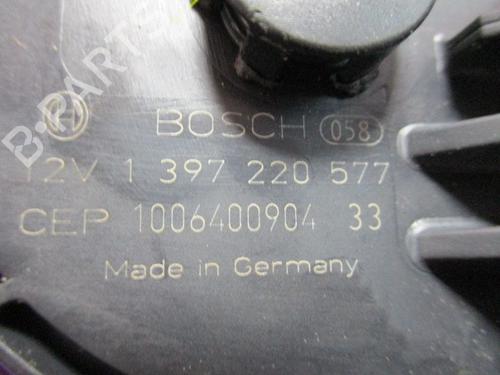 BOSCH 058
12V 1 397 220 577
CEP 1006400904 33
Made in Germany
B-PARTS